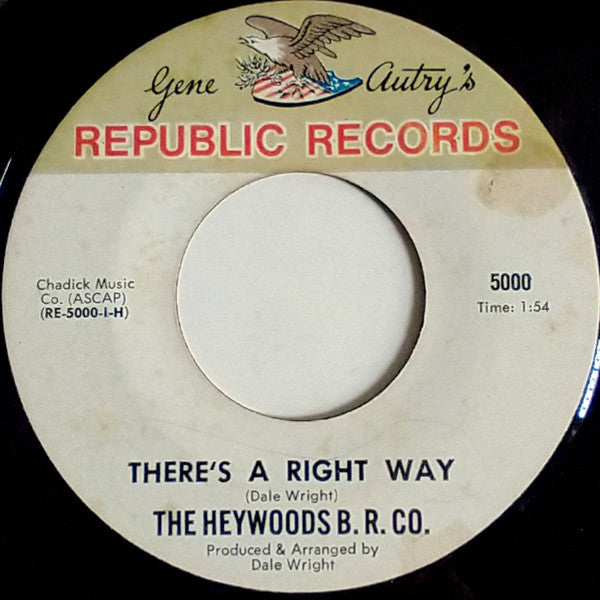 Gene Autry's
REPUBLIC RECORDS
Chadick Music
Co. (ASCAP)
(RE-5000-I-H)
5000
Time: 1:54
THERE'S A RIGHT WAY
(Dale Wright)
THE HEYWOODS B. R. CO.
Produced & Arranged by
Dale Wright